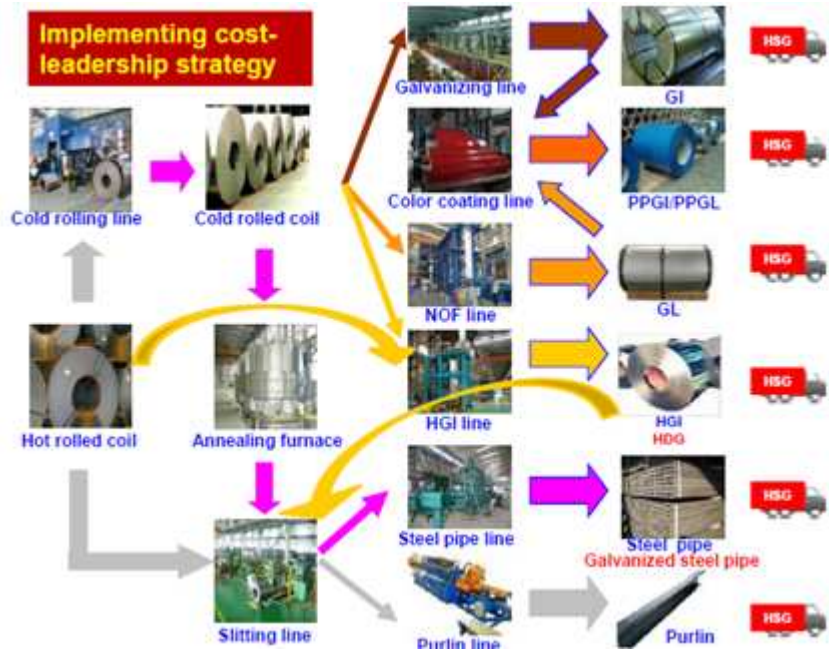 Implementing cost-
leadership strategy
Galvanizing line
GI
HSG
Cold rolling line
Cold rolled coil
Color coating line
PPGI/PPGL
HSG
NOF line
GL
HSG
Hot rolled coil
Annealing furnace
HGI line
HGI
HDG
HSG
Steel pipe line
Steel pipe
Galvanized steel pipe
HSG
Slitting line
Purlin line
Purlin
HSG